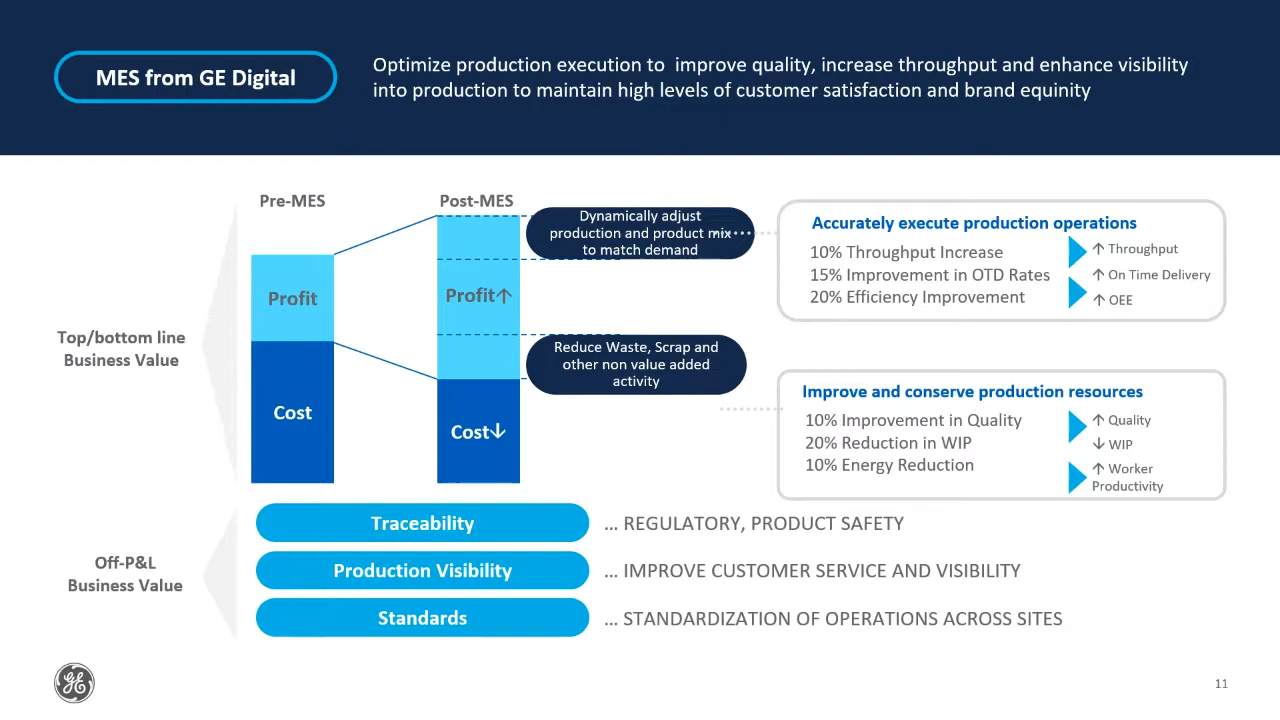 MES from GE Digital
Optimize production execution to improve quality, increase throughput and enhance visibility
into production to maintain high levels of customer satisfaction and brand equinity
Pre-MES
Post-MES
Profit
Cost
Profit↑
Cost↓
Dynamically adjust
production and product mix
to match demand
Reduce Waste, Scrap and
other non value added
activity
Top/bottom line
Business Value
Accurately execute production operations
10% Throughput Increase
15% Improvement in OTD Rates
20% Efficiency Improvement
↑ Throughput
↑ On Time Delivery
↑ OEE
Improve and conserve production resources
10% Improvement in Quality
20% Reduction in WIP
10% Energy Reduction
↑ Quality
↓ WIP
↑ Worker
Productivity
Off-P&L
Business Value
Traceability
... REGULATORY, PRODUCT SAFETY
Production Visibility
... IMPROVE CUSTOMER SERVICE AND VISIBILITY
Standards
... STANDARDIZATION OF OPERATIONS ACROSS SITES
GE
11